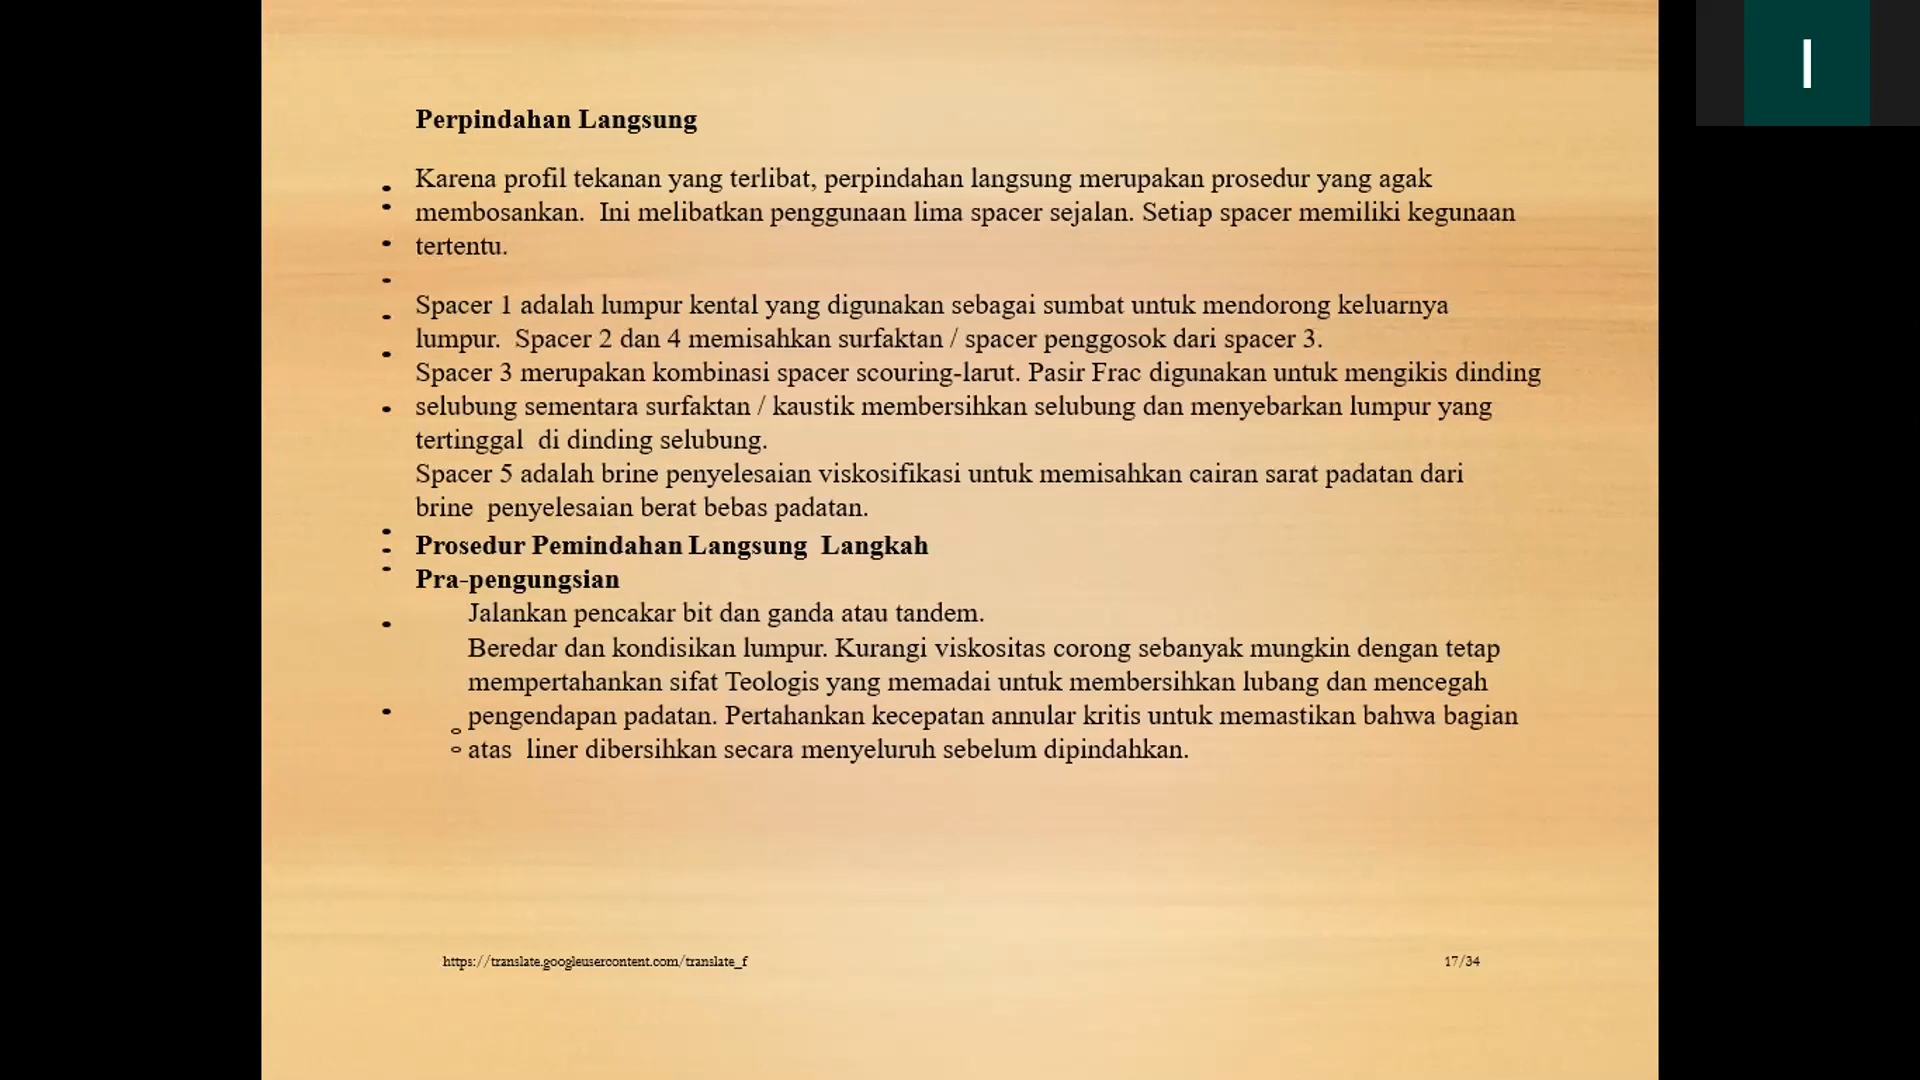 I
Perpindahan Langsung
Karena profil tekanan yang terlibat, perpindahan langsung merupakan prosedur yang agak
membosankan. Ini melibatkan penggunaan lima spacer sejalan. Setiap spacer memiliki kegunaan
tertentu.
Spacer 1 adalah lumpur kental yang digunakan sebagai sumbat untuk mendorong keluarnya
lumpur. Spacer 2 dan 4 memisahkan surfaktan / spacer penggosok dari spacer 3.
Spacer 3 merupakan kombinasi spacer scouring-larut. Pasir Frac digunakan untuk mengikis dinding
selubung sementara surfaktan / kaustik membersihkan selubung dan menyebarkan lumpur yang
tertinggal di dinding selubung.
Spacer 5 adalah brine penyelesaian viskosifikasi untuk memisahkan cairan sarat padatan dari
brine penyelesaian berat bebas padatan.
Prosedur Pemindahan Langsung Langkah
Pra-pengungsian
Jalankan pencakar bit dan ganda atau tandem.
Beredar dan kondisikan lumpur. Kurangi viskositas corong sebanyak mungkin dengan tetap
mempertahankan sifat Teologis yang memadai untuk membersihkan lubang dan mencegah
pengendapan padatan. Pertahankan kecepatan annular kritis untuk memastikan bahwa bagian
atas liner dibersihkan secara menyeluruh sebelum dipindahkan.
https://translate.googleusercontent.com/translate_f
17/34